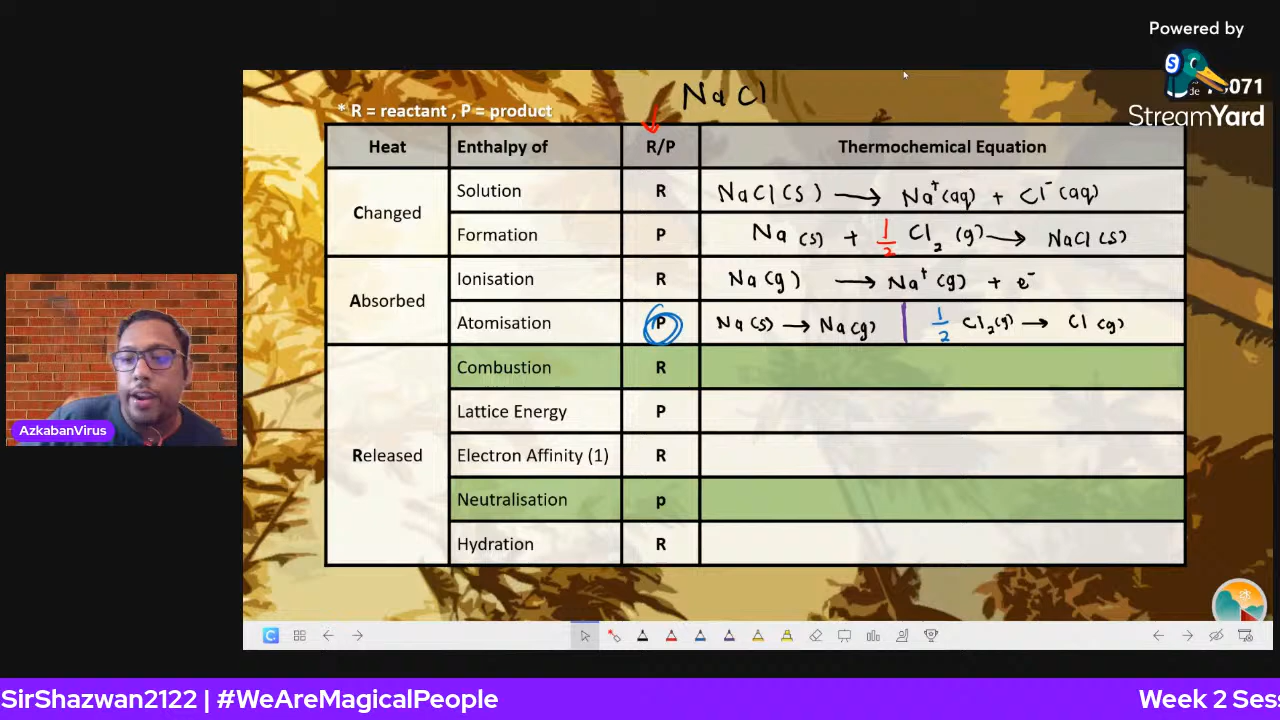 Powered by
S
071
StreamYard
NaCl
* R = reactant , P = product
Heat Enthalpy of R/P Thermochemical Equation
Changed
Solution R NaCl(s) → Na⁺(aq) + Cl⁻(aq)
Formation P Na (s) + 1/2 Cl₂ (g) → NaCl(s)
Absorbed
Ionisation R Na(g) → Na⁺(g) + e⁻
Atomisation P Na(s) → Na(g) | 1/2 Cl₂(g) → Cl(g)
Released
Combustion R
Lattice Energy P
Electron Affinity (1) R
Neutralisation p
Hydration R
AzkabanVirus
C
SirShazwan2122 | #WeAreMagicalPeople
Week 2 Sess